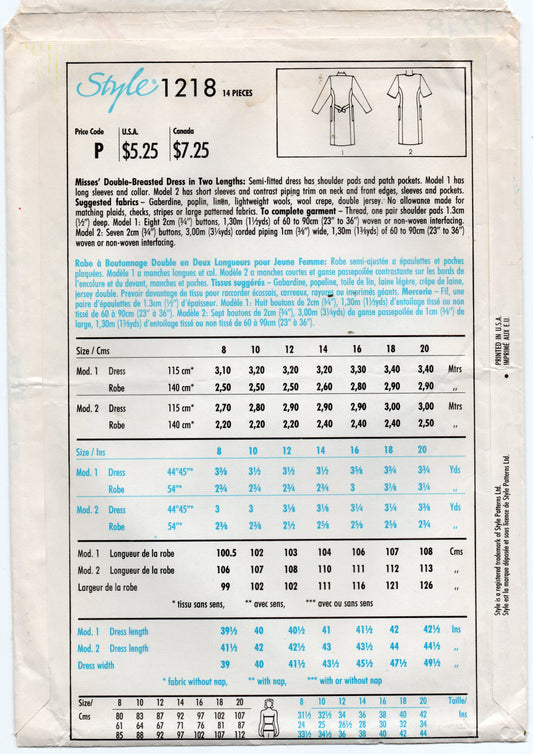 Style 1218 14 PIECES
Price Code U.S.A. Canada
P $5.25 $7.25
1 2
Misses' Double-Breasted Dress in Two Lengths: Semi-fitted dress has shoulder pads and patch pockets. Model 1 has
long sleeves and collar. Model 2 has short sleeves and contrast piping trim on neck and front edges, sleeves and pockets.
Suggested fabrics – Gaberdine, poplin, linen, lightweight wools, wool crepe, double jersey. No allowance made for
matching plaids, checks, stripes or large patterned fabrics. To complete garment – Thread, one pair shoulder pads 1.3cm
(½") deep. Model 1: Eight 2cm (¾") buttons, 1,30m (1⅜yds) of 60 to 90cm (23" to 36") woven or non-woven interfacing.
Model 2: Seven 2cm (¾") buttons, 3,00m (3¼yds) corded piping 1cm (⅜") wide, 1,30m (1⅜yds) of 60 to 90cm (23" to 36")
woven or non-woven interfacing.
Robe à Boutonnage Double en Deux Longueurs pour Jeune Femme: Robe semi-ajustée a épaulettes et poches
plaquées. Modèle 1 a manches longues et col. Modèle 2 a manches courtes et ganse passepoilée contrastante sur les bords de
l'encolure et du devant, manches et poches. Tissus suggérés – Gabardine, popeline, toile de lin, laine légère, crêpe de laine,
jersey double. Prévoir davantage de tissu pour raccorder écossais, carreaux, rayures ou imprimés géants. Mercerie – Fil, une
paire d'épaulettes de 1.3cm (½") d'épaisseur. Modèle 1: Huit boutons de 2cm (¾"), 1,30m (1⅜yds) d'entoilage tissé ou non
tissé de 60 à 90cm (23" à 36"). Modèle 2: Sept boutons de 2cm (¾"), 3,00m (3¼yds) de ganse passepoilée de 1cm (⅜") de
large, 1,30m (1⅜yds) d'entoilage tissé ou non tissé de 60 à 90cm (23" à 36").
Size / Cms 8 10 12 14 16 18 20
Mod. 1 Dress 115 cm* 3,10 3,20 3,20 3,20 3,30 3,40 3,40 Mtrs
Robe 140 cm* 2,50 2,50 2,50 2,60 2,80 2,90 2,90 ,,
Mod. 2 Dress 115 cm* 2,70 2,80 2,90 2,90 2,90 3,00 3,00 Mtrs
Robe 140 cm* 2,20 2,20 2,20 2,40 2,40 2,40 2,50 ,,
Size / Ins 8 10 12 14 16 18 20
Mod. 1 Dress 44"45"* 3⅜ 3½ 3½ 3½ 3⅝ 3¾ 3¾ Yds
Robe 54"* 2¾ 2¾ 2¾ 2¾ 3 3⅛ 3¼ ,,
Mod. 2 Dress 44"45"* 3 3 3⅛ 3⅛ 3¼ 3¼ 3⅜ Yds
Robe 54"* 2⅜ 2⅜ 2½ 2⅝ 2⅝ 2⅝ 2¾ ,,
Mod. 1 Longueur de la robe 100.5 102 103 104 106 107 108 Cms
Mod. 2 Longueur de la robe 106 107 108 110 111 112 113 ,,
Largeur de la robe 99 102 102 111 116 121 126 ,,
* tissu sans sens, ** avec sens, *** avec ou sans sens
Mod. 1 Dress length 39½ 40 40½ 41 41½ 42 42½ Ins
Mod. 2 Dress length 41½ 42 42½ 43 43½ 44 44½ ,,
Dress width 39 40 41½ 43½ 45½ 47½ 49½ ,,
* fabric without nap, ** with nap, *** with or without nap
Size/ 8 10 12 14 16 18 20 8 10 12 14 16 18 20 Taille/
Cms 80 83 87 92 97 102 107 31½ 32½ 34 36 38 40 42 Ins
61 64 67 71 76 81 87 24 25 26½ 28 30 32 34
85 88 92 97 102 107 112 33½ 34½ 36 38 40 42 44
PRINTED IN U.S.A.
IMPRIMÉ AUX E.U.
Style is a registered trademark of Style Patterns Ltd.
Style est la marque déposée et sous licence de Style Patterns Ltd.